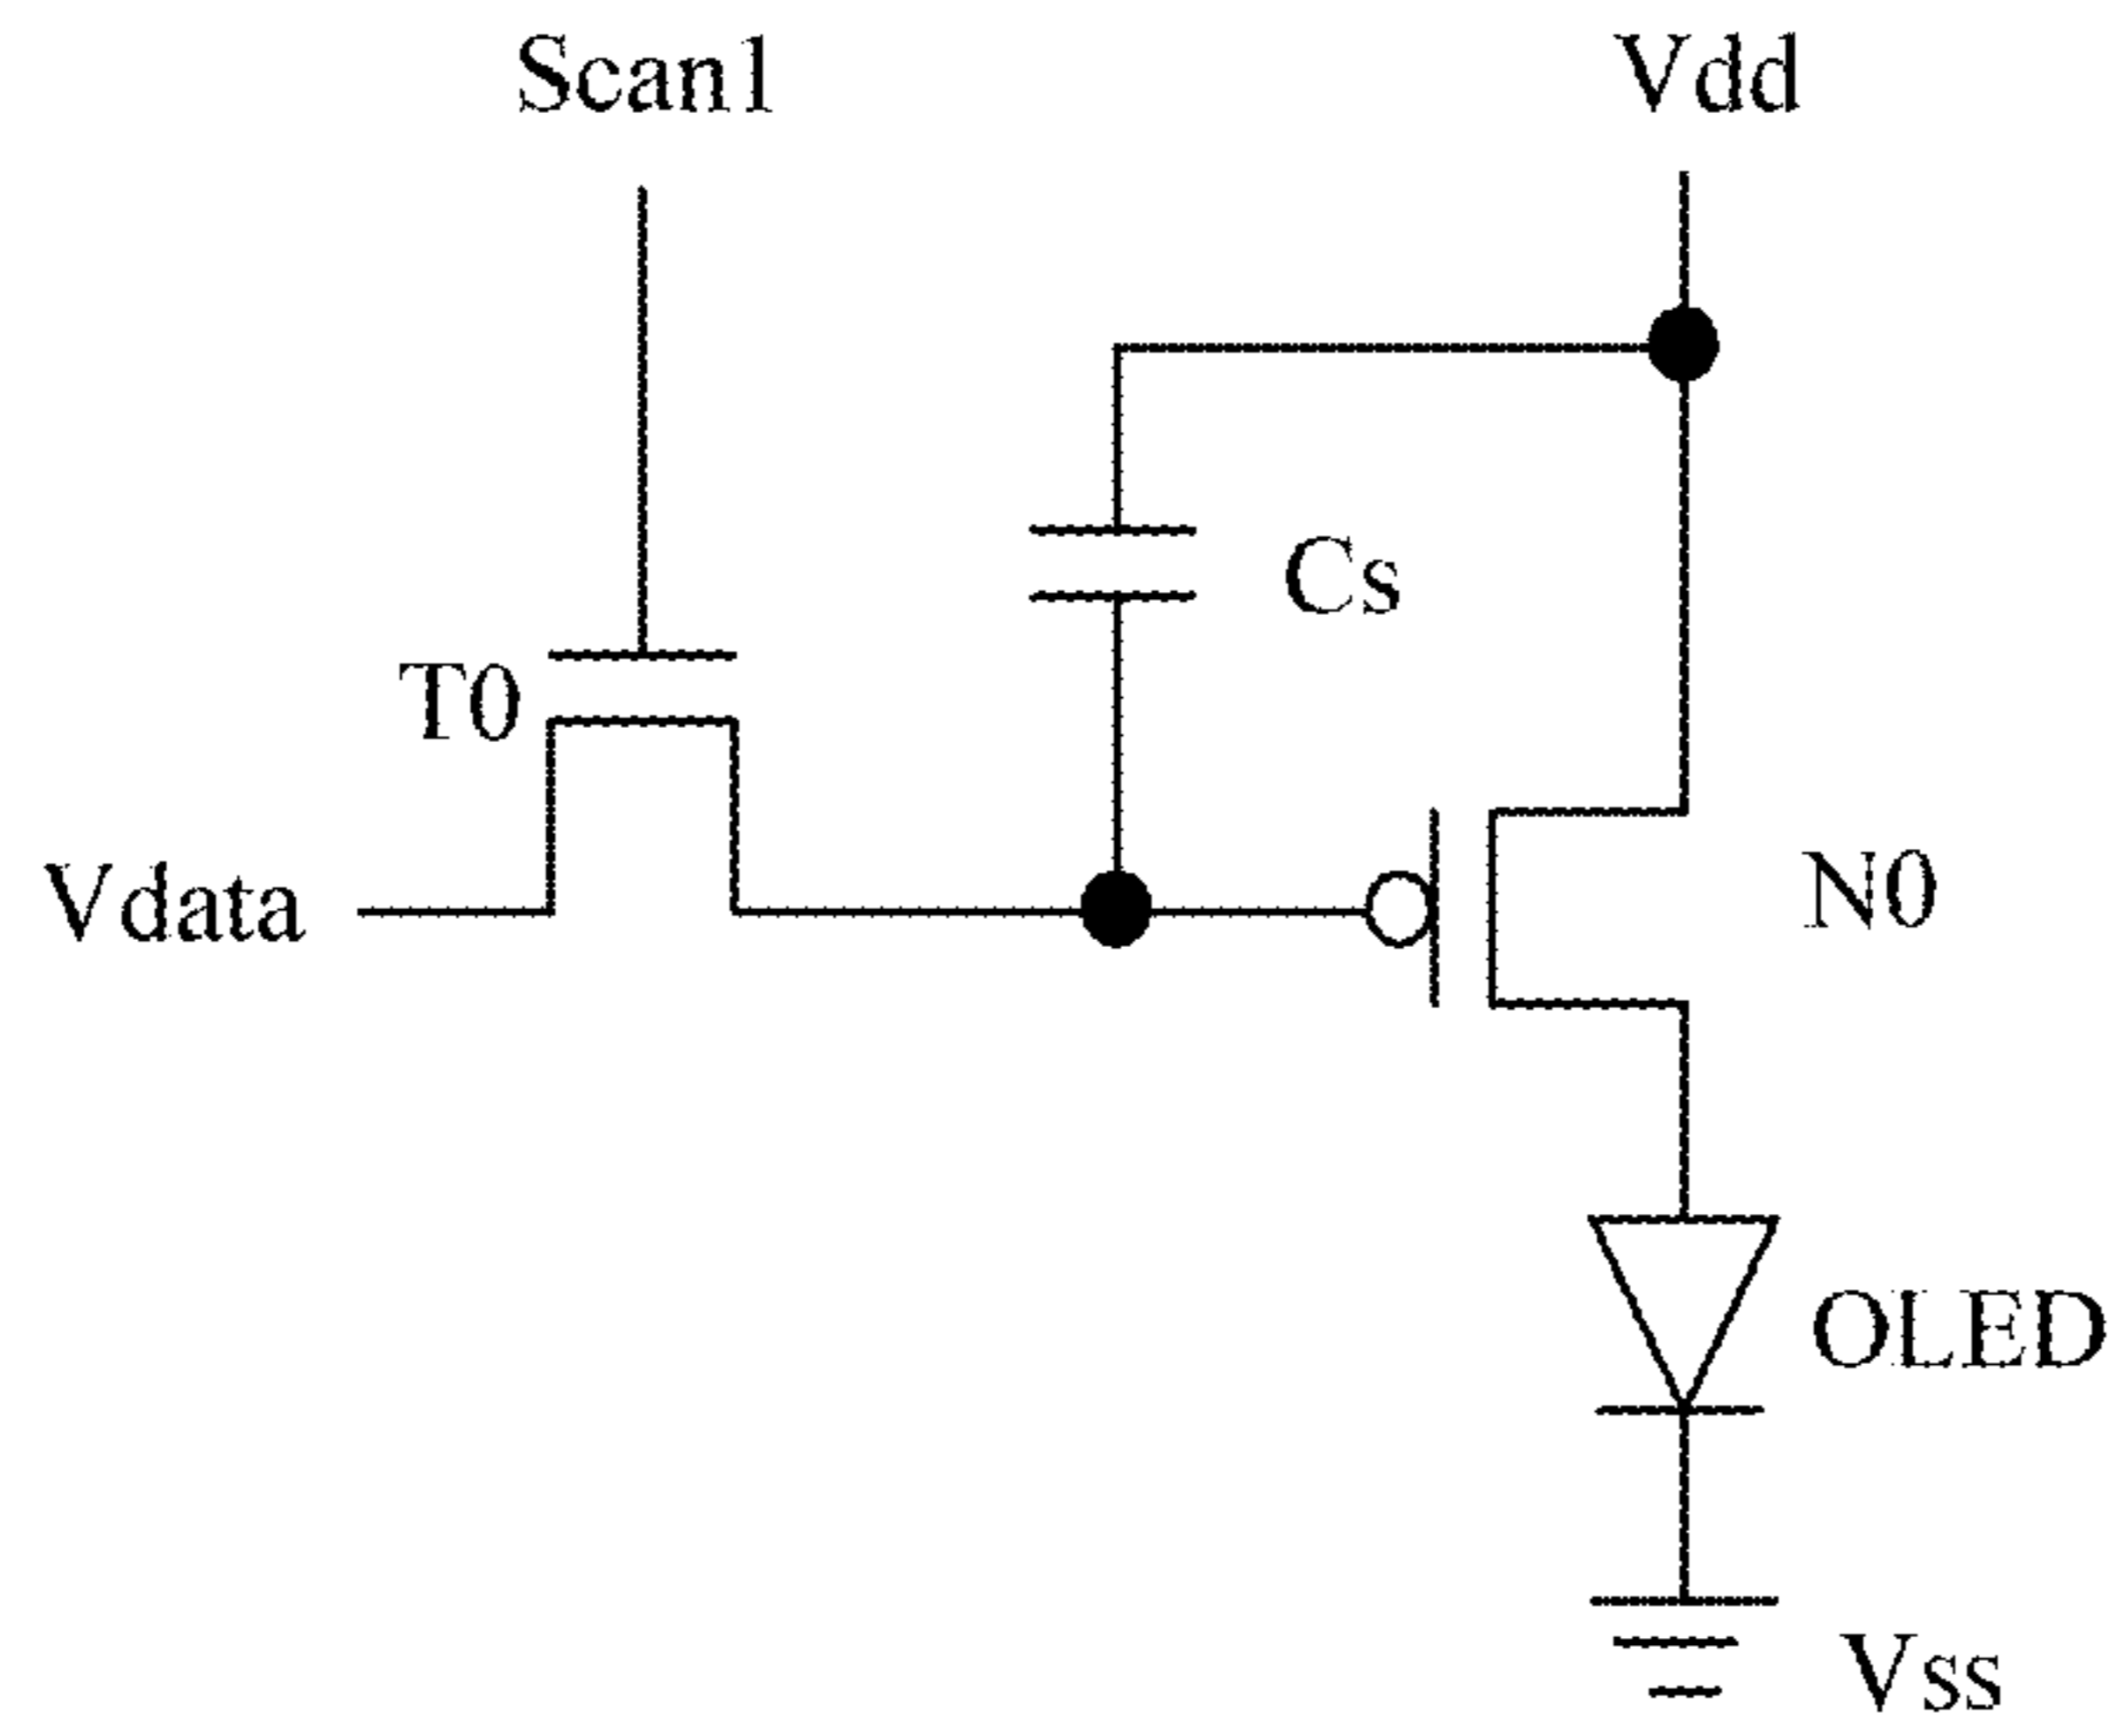 Scan1
Vdd
Cs
T0
Vdata
N0
OLED
Vss